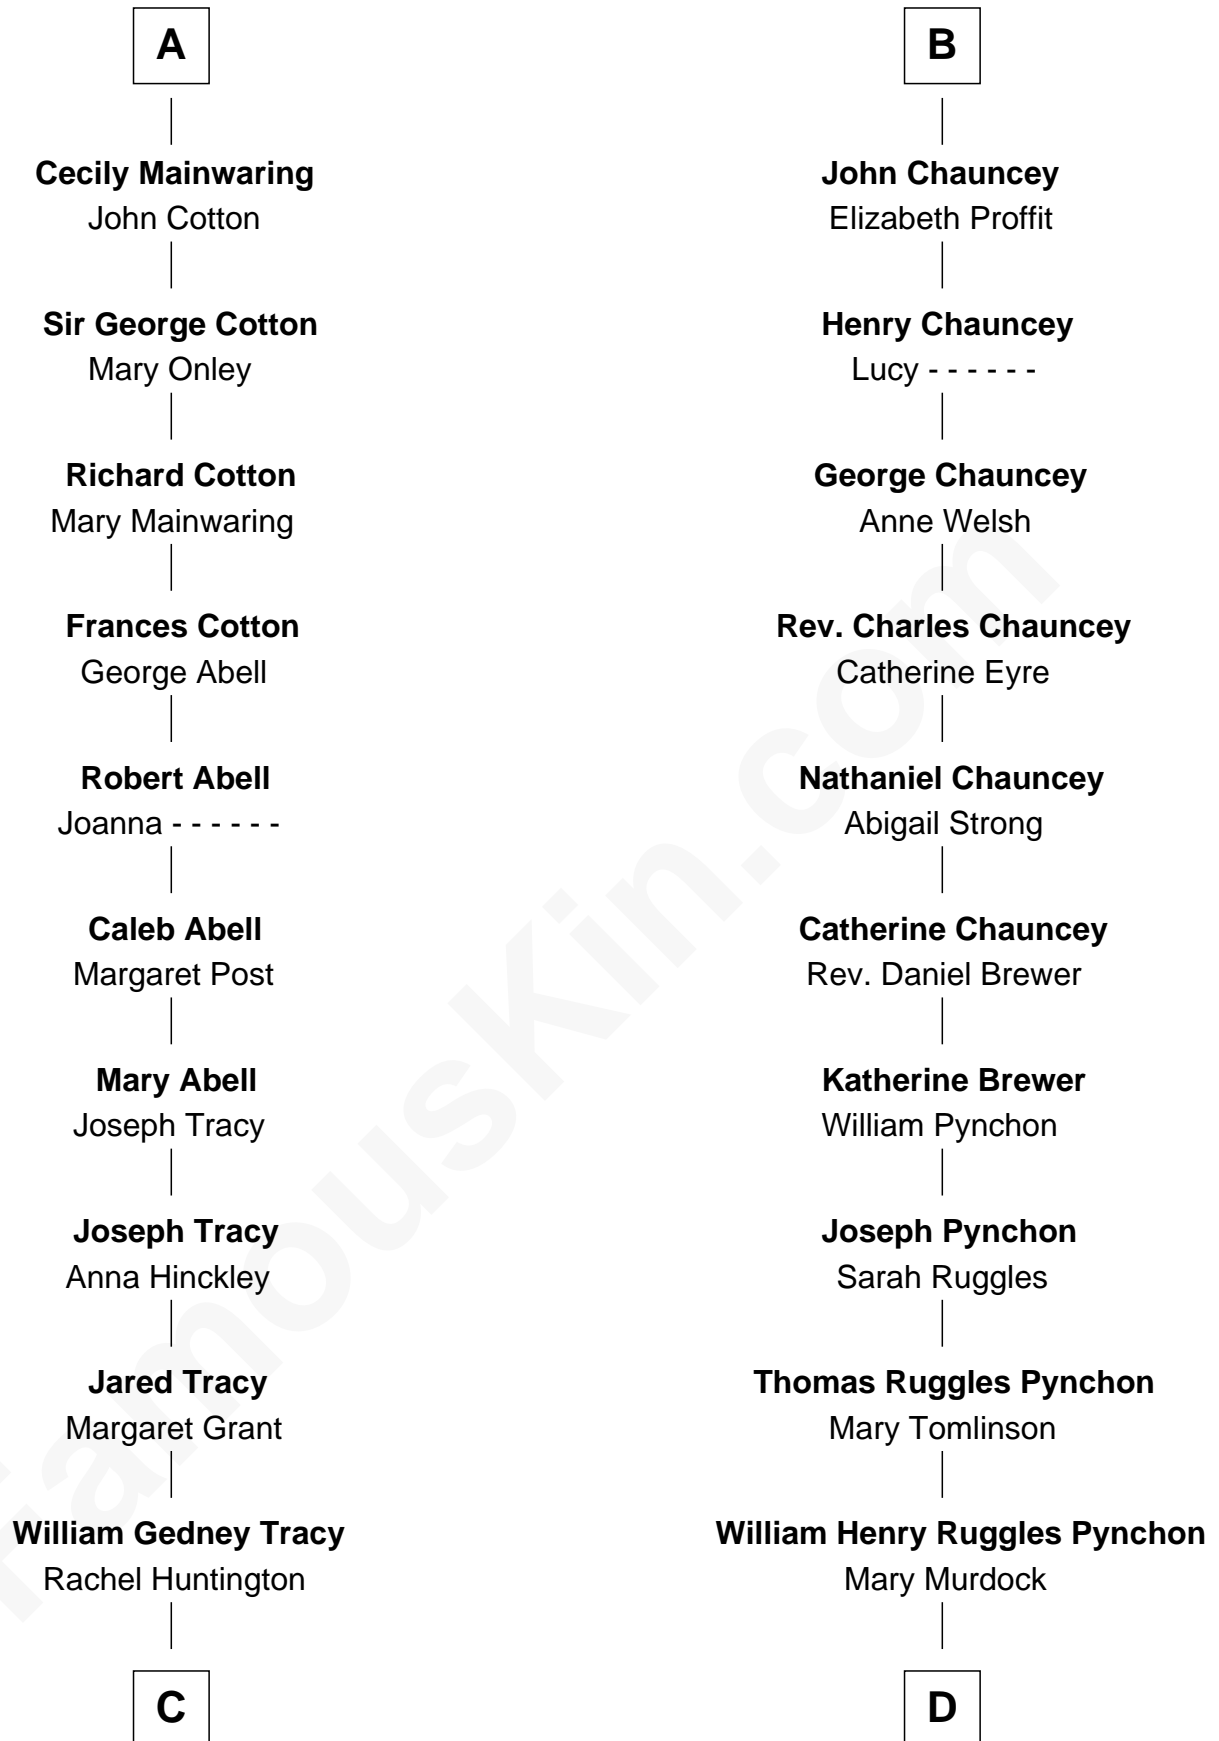 A
Cecily Mainwaring
John Cotton
Sir George Cotton
Mary Onley
Richard Cotton
Mary Mainwaring
Frances Cotton
George Abell
Robert Abell
Joanna - - - - - -
Caleb Abell
Margaret Post
Mary Abell
Joseph Tracy
Joseph Tracy
Anna Hinckley
Jared Tracy
Margaret Grant
William Gedney Tracy
Rachel Huntington
C
B
John Chauncey
Elizabeth Proffit
Henry Chauncey
Lucy - - - - - -
George Chauncey
Anne Welsh
Rev. Charles Chauncey
Catherine Eyre
Nathaniel Chauncey
Abigail Strong
Catherine Chauncey
Rev. Daniel Brewer
Katherine Brewer
William Pynchon
Joseph Pynchon
Sarah Ruggles
Thomas Ruggles Pynchon
Mary Tomlinson
William Henry Ruggles Pynchon
Mary Murdock
D
FamousKin.com